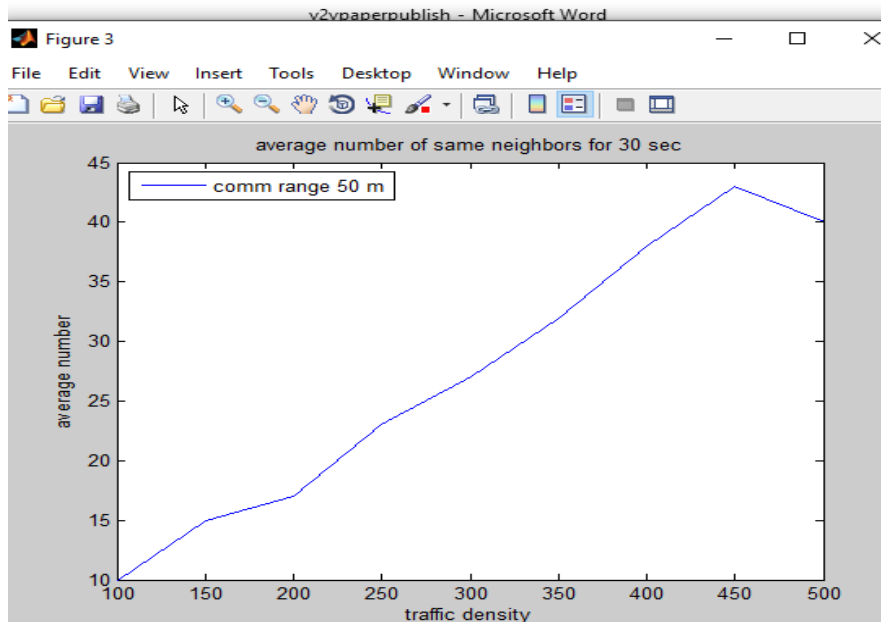 v2vpaperpublish - Microsoft Word
Figure 3
File Edit View Insert Tools Desktop Window Help
average number of same neighbors for 30 sec
comm range 50 m
45
40
35
30
25
20
15
10
average number
100 150 200 250 300 350 400 450 500
traffic density